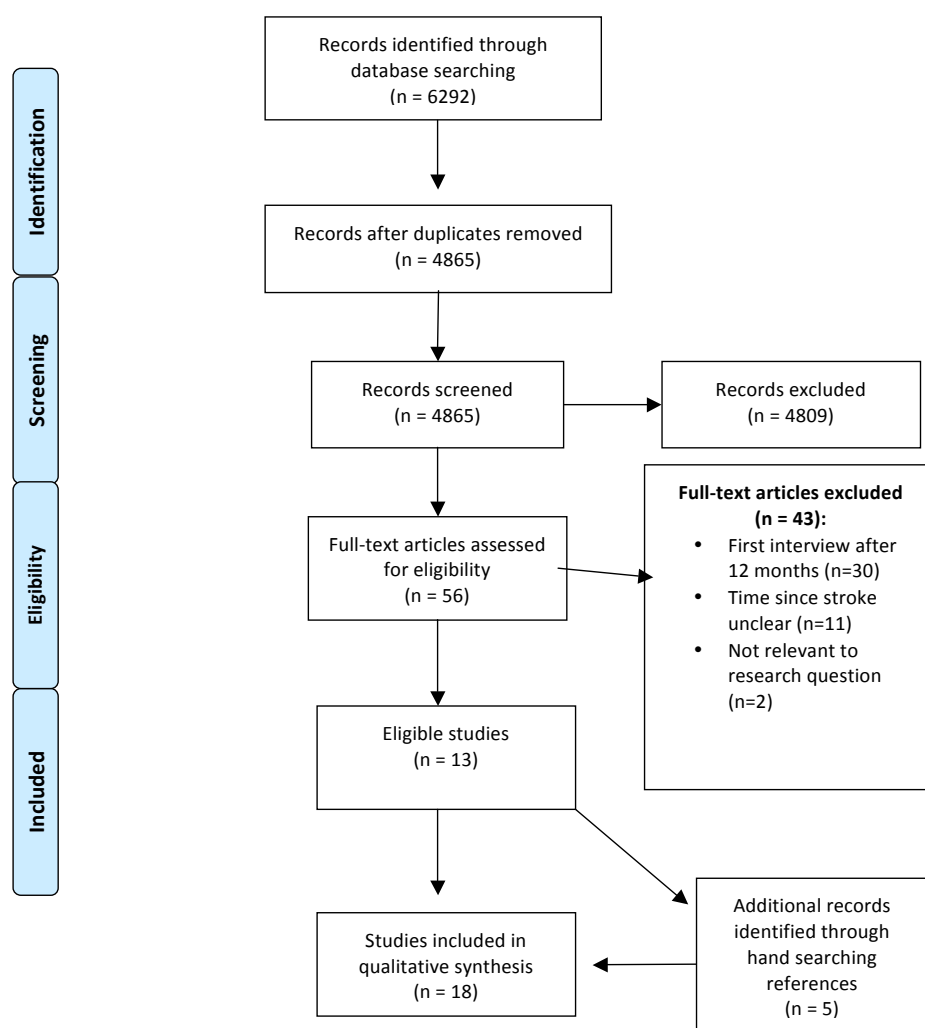 Records identified through
database searching
(n = 6292)
Identification
Records after duplicates removed
(n = 4865)
Screening
Records screened
(n = 4865)
Records excluded
(n = 4809)
Full-text articles assessed
for eligibility
(n = 56)
Full-text articles excluded
(n = 43):
• First interview after
12 months (n=30)
• Time since stroke
unclear (n=11)
• Not relevant to
research question
(n=2)
Eligibility
Eligible studies
(n = 13)
Included
Additional records
identified through
hand searching
references
(n = 5)
Studies included in
qualitative synthesis
(n = 18)